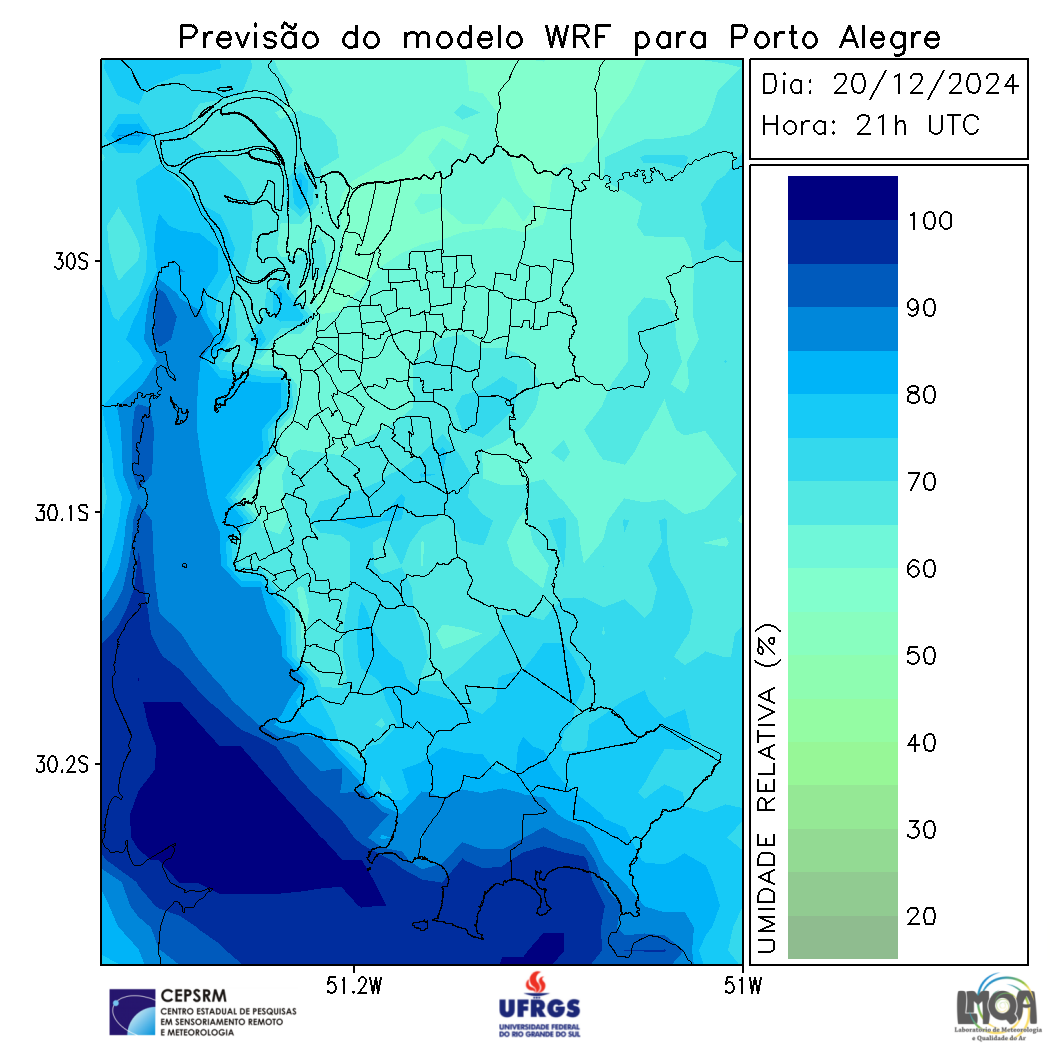 Previsão do modelo WRF para Porto Alegre
Dia: 20/12/2024
Hora: 21h UTC
30S
30.1S
30.2S
51.2W
51W
100
90
80
70
60
50
40
30
20
UMIDADE RELATIVA (%)
CEPSRM
CENTRO ESTADUAL DE PESQUISAS
EM SENSORIAMENTO REMOTO
E METEOROLOGIA
UFRGS
UNIVERSIDADE FEDERAL
DO RIO GRANDE DO SUL
LMQA
Laboratório de Meteorologia
e Qualidade do Ar